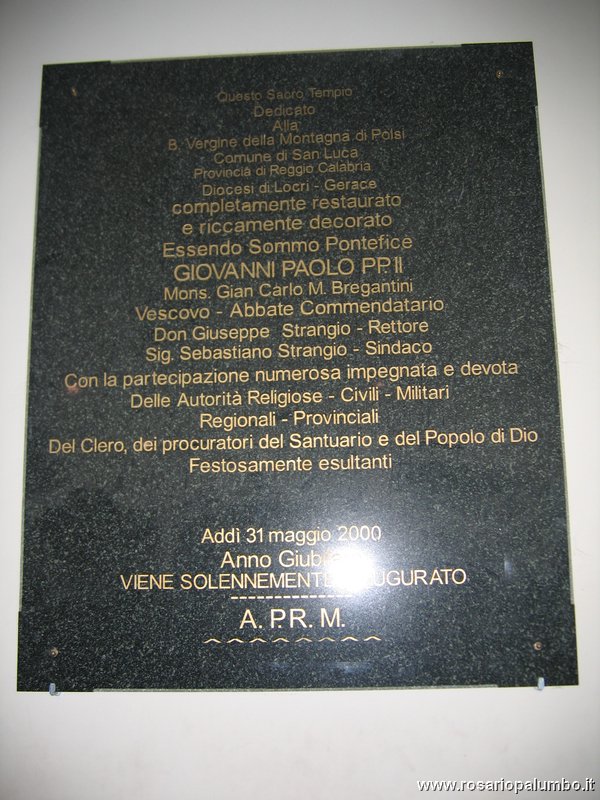 Questo Sacro Tempio
Dedicato
Alla
B. Vergine della Montagna di Polsi
Comune di San Luca
Provincia di Reggio Calabria
Diocesi di Locri - Gerace
completamente restaurato
e riccamente decorato
Essendo Sommo Pontefice
GIOVANNI PAOLO PP. II
Mons. Gian Carlo M. Bregantini
Vescovo - Abbate Commendatario
Don Giuseppe Strangio - Rettore
Sig. Sebastiano Strangio - Sindaco
Con la partecipazione numerosa impegnata e devota
Delle Autorità Religiose - Civili - Militari
Regionali - Provinciali
Del Clero, dei procuratori del Santuario e del Popolo di Dio
Festosamente esultanti
Addì 31 maggio 2000
Anno
VIENE SOLENNEMENTE
A. P. R. M.
www.rosariopalumbo.it